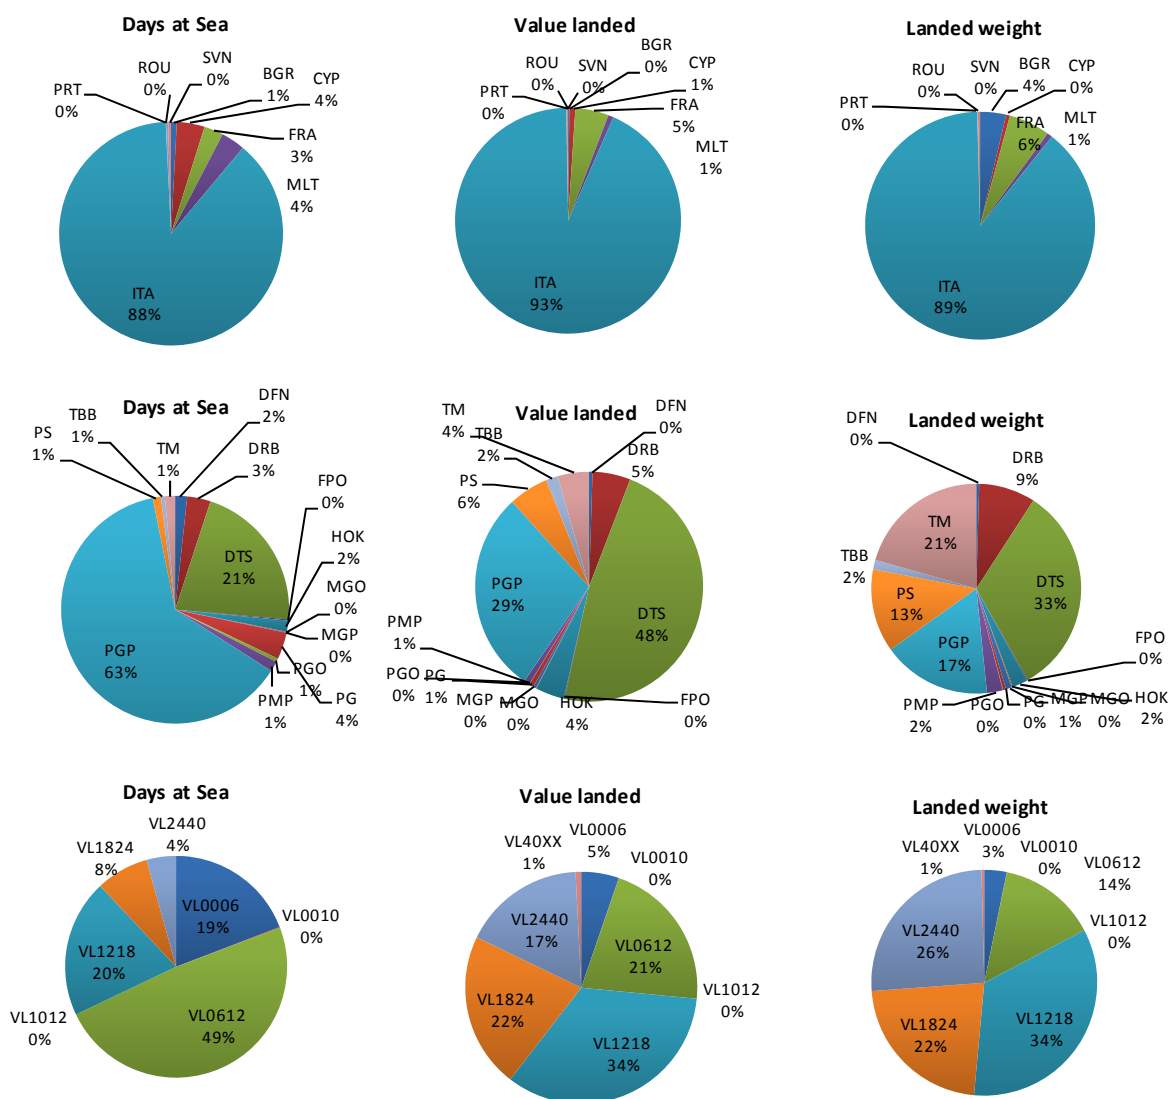 Days at Sea
ROU
0%
SVN
0%
BGR
1%
CYP
4%
PRT
0%
FRA
3%
MLT
4%
ITA
88%
Value landed
ROU
0%
SVN
0%
BGR
0%
CYP
1%
PRT
0%
FRA
5%
MLT
1%
ITA
93%
Landed weight
ROU
0%
SVN
0%
BGR
4%
CYP
0%
PRT
0%
FRA
6%
MLT
1%
ITA
89%
Days at Sea
PS
1%
TBB
1%
TM
1%
DFN
2%
DRB
3%
FPO
0%
DTS
21%
HOK
2%
MGO
0%
MGP
0%
PGO
1%
PG
4%
PMP
1%
PGP
63%
Value landed
TM
4%
TBB
2%
PS
6%
DFN
0%
DRB
5%
PGP
29%
DTS
48%
PMP
1%
PGO
0%
PG
1%
MGP
0%
MGO
0%
HOK
4%
FPO
0%
Landed weight
DFN
0%
DRB
9%
TM
21%
TBB
2%
PS
13%
DTS
33%
PGP
17%
FPO
0%
PMP
2%
PGO
0%
PG
0%
MGP
1%
MGO
0%
HOK
2%
Days at Sea
VL2440
4%
VL1824
8%
VL0006
19%
VL0010
0%
VL1218
20%
VL1012
0%
VL0612
49%
Value landed
VL40XX
1%
VL0006
5%
VL0010
0%
VL2440
17%
VL0612
21%
VL1012
0%
VL1824
22%
VL1218
34%
Landed weight
VL40XX
1%
VL0006
3%
VL0010
0%
VL0612
14%
VL1012
0%
VL2440
26%
VL1824
22%
VL1218
34%